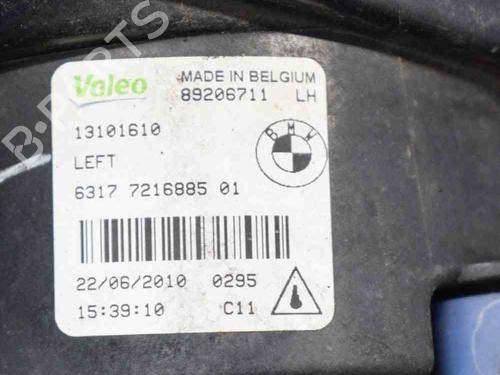 Valeo MADE IN BELGIUM
89206711 LH
13101610
LEFT
BMW
6317 7216885 01
22/06/2010 0295
15:39:10 C11
B-PARTS